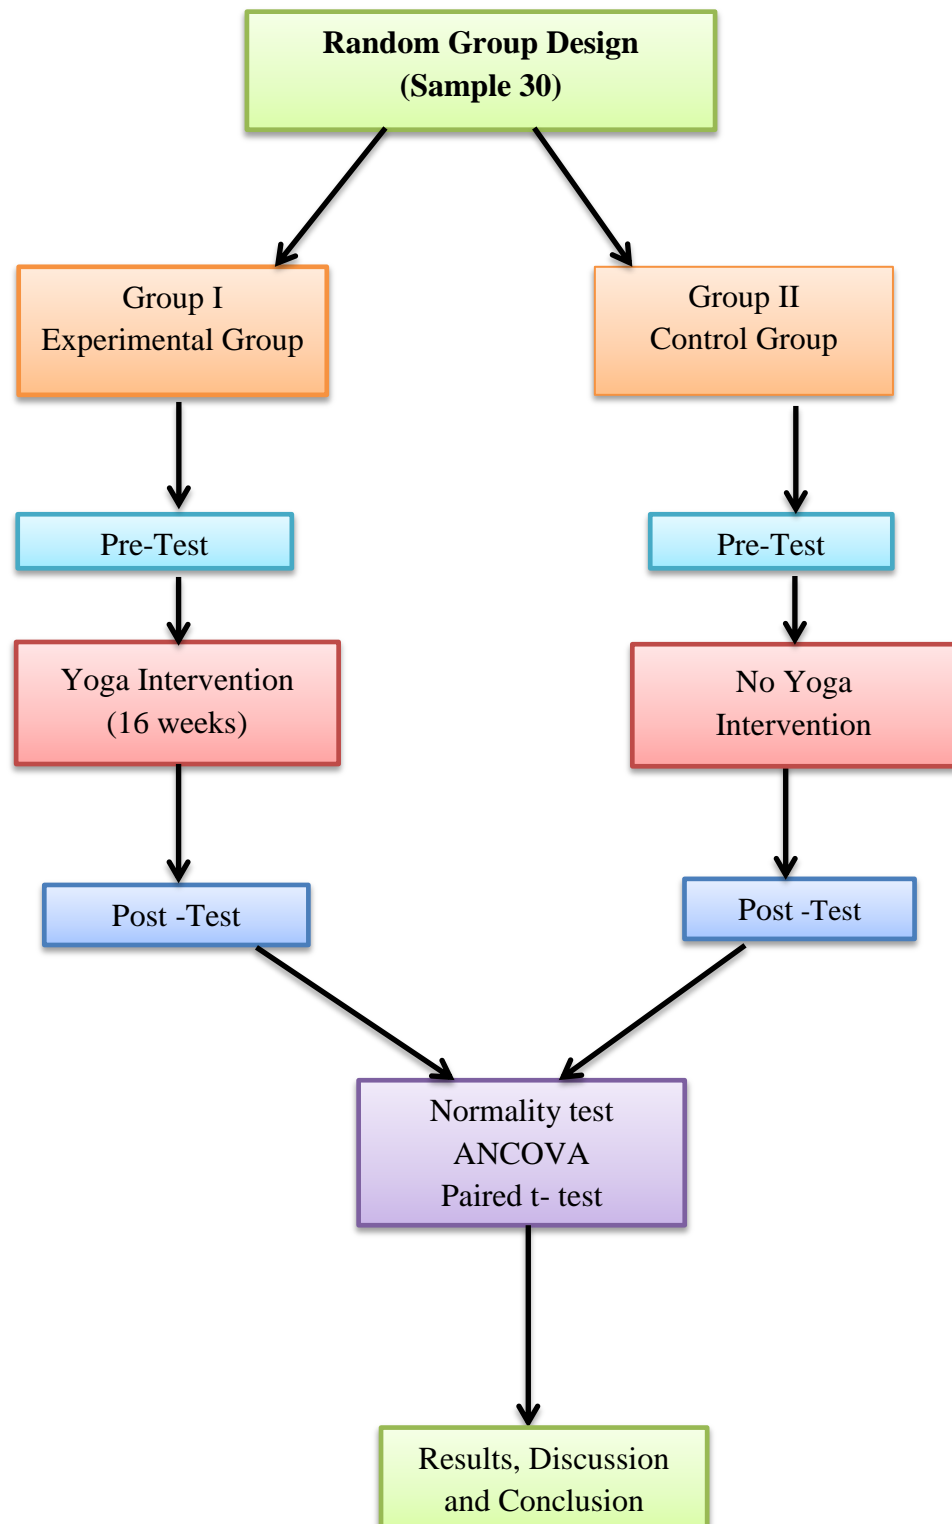 Random Group Design
(Sample 30)
Group I
Experimental Group
Group II
Control Group
Pre-Test
Pre-Test
Yoga Intervention
(16 weeks)
No Yoga
Intervention
Post -Test
Post -Test
Normality test
ANCOVA
Paired t- test
Results, Discussion
and Conclusion